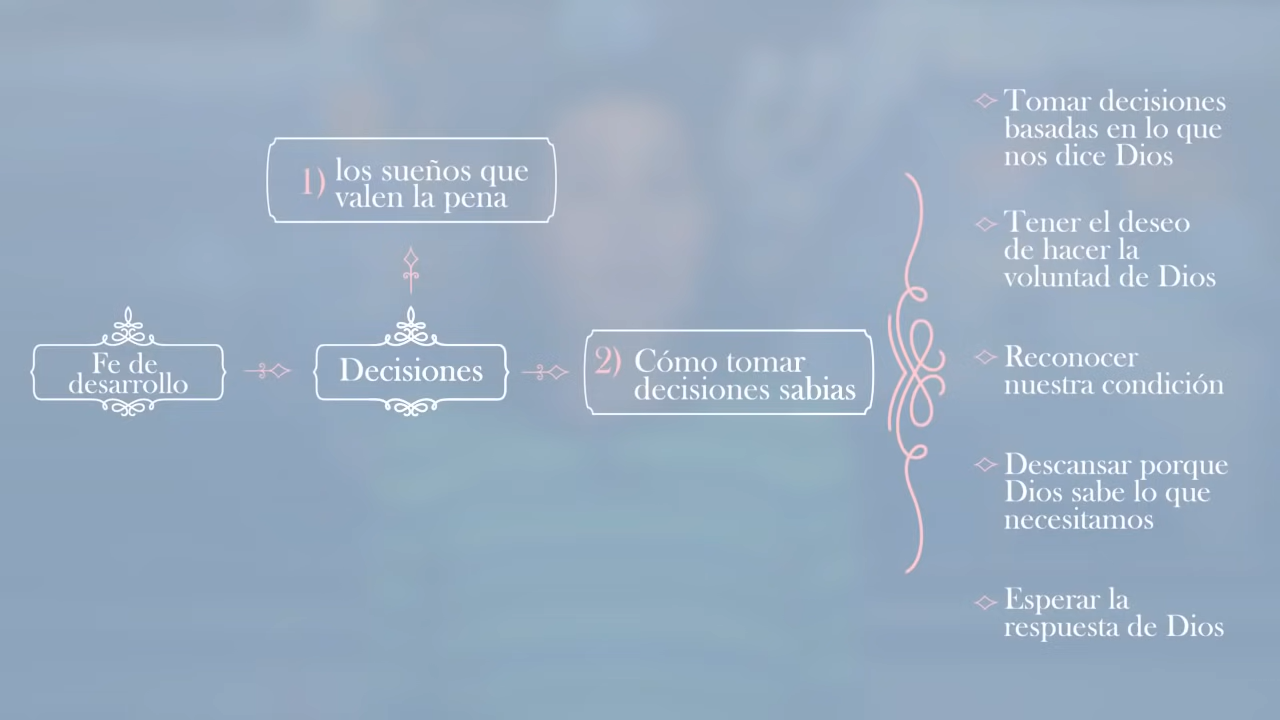 Fe de
desarrollo
Decisiones
1) los sueños que
valen la pena
2) Cómo tomar
decisiones sabias
Tomar decisiones
basadas en lo que
nos dice Dios
Tener el deseo
de hacer la
voluntad de Dios
Reconocer
nuestra condición
Descansar porque
Dios sabe lo que
necesitamos
Esperar la
respuesta de Dios